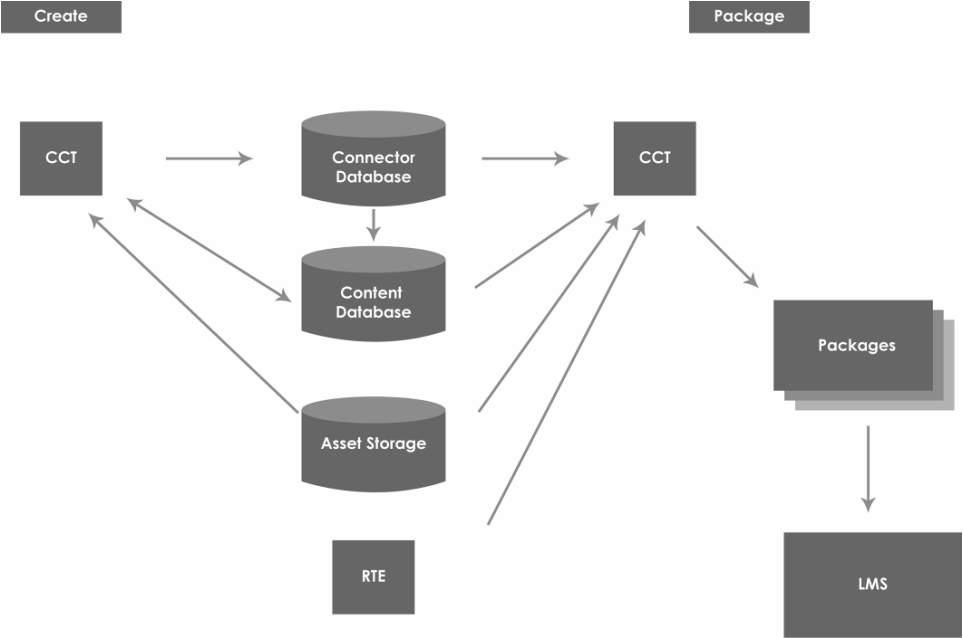 Create
Package
CCT
Connector
Database
CCT
Content
Database
Packages
Asset Storage
RTE
LMS